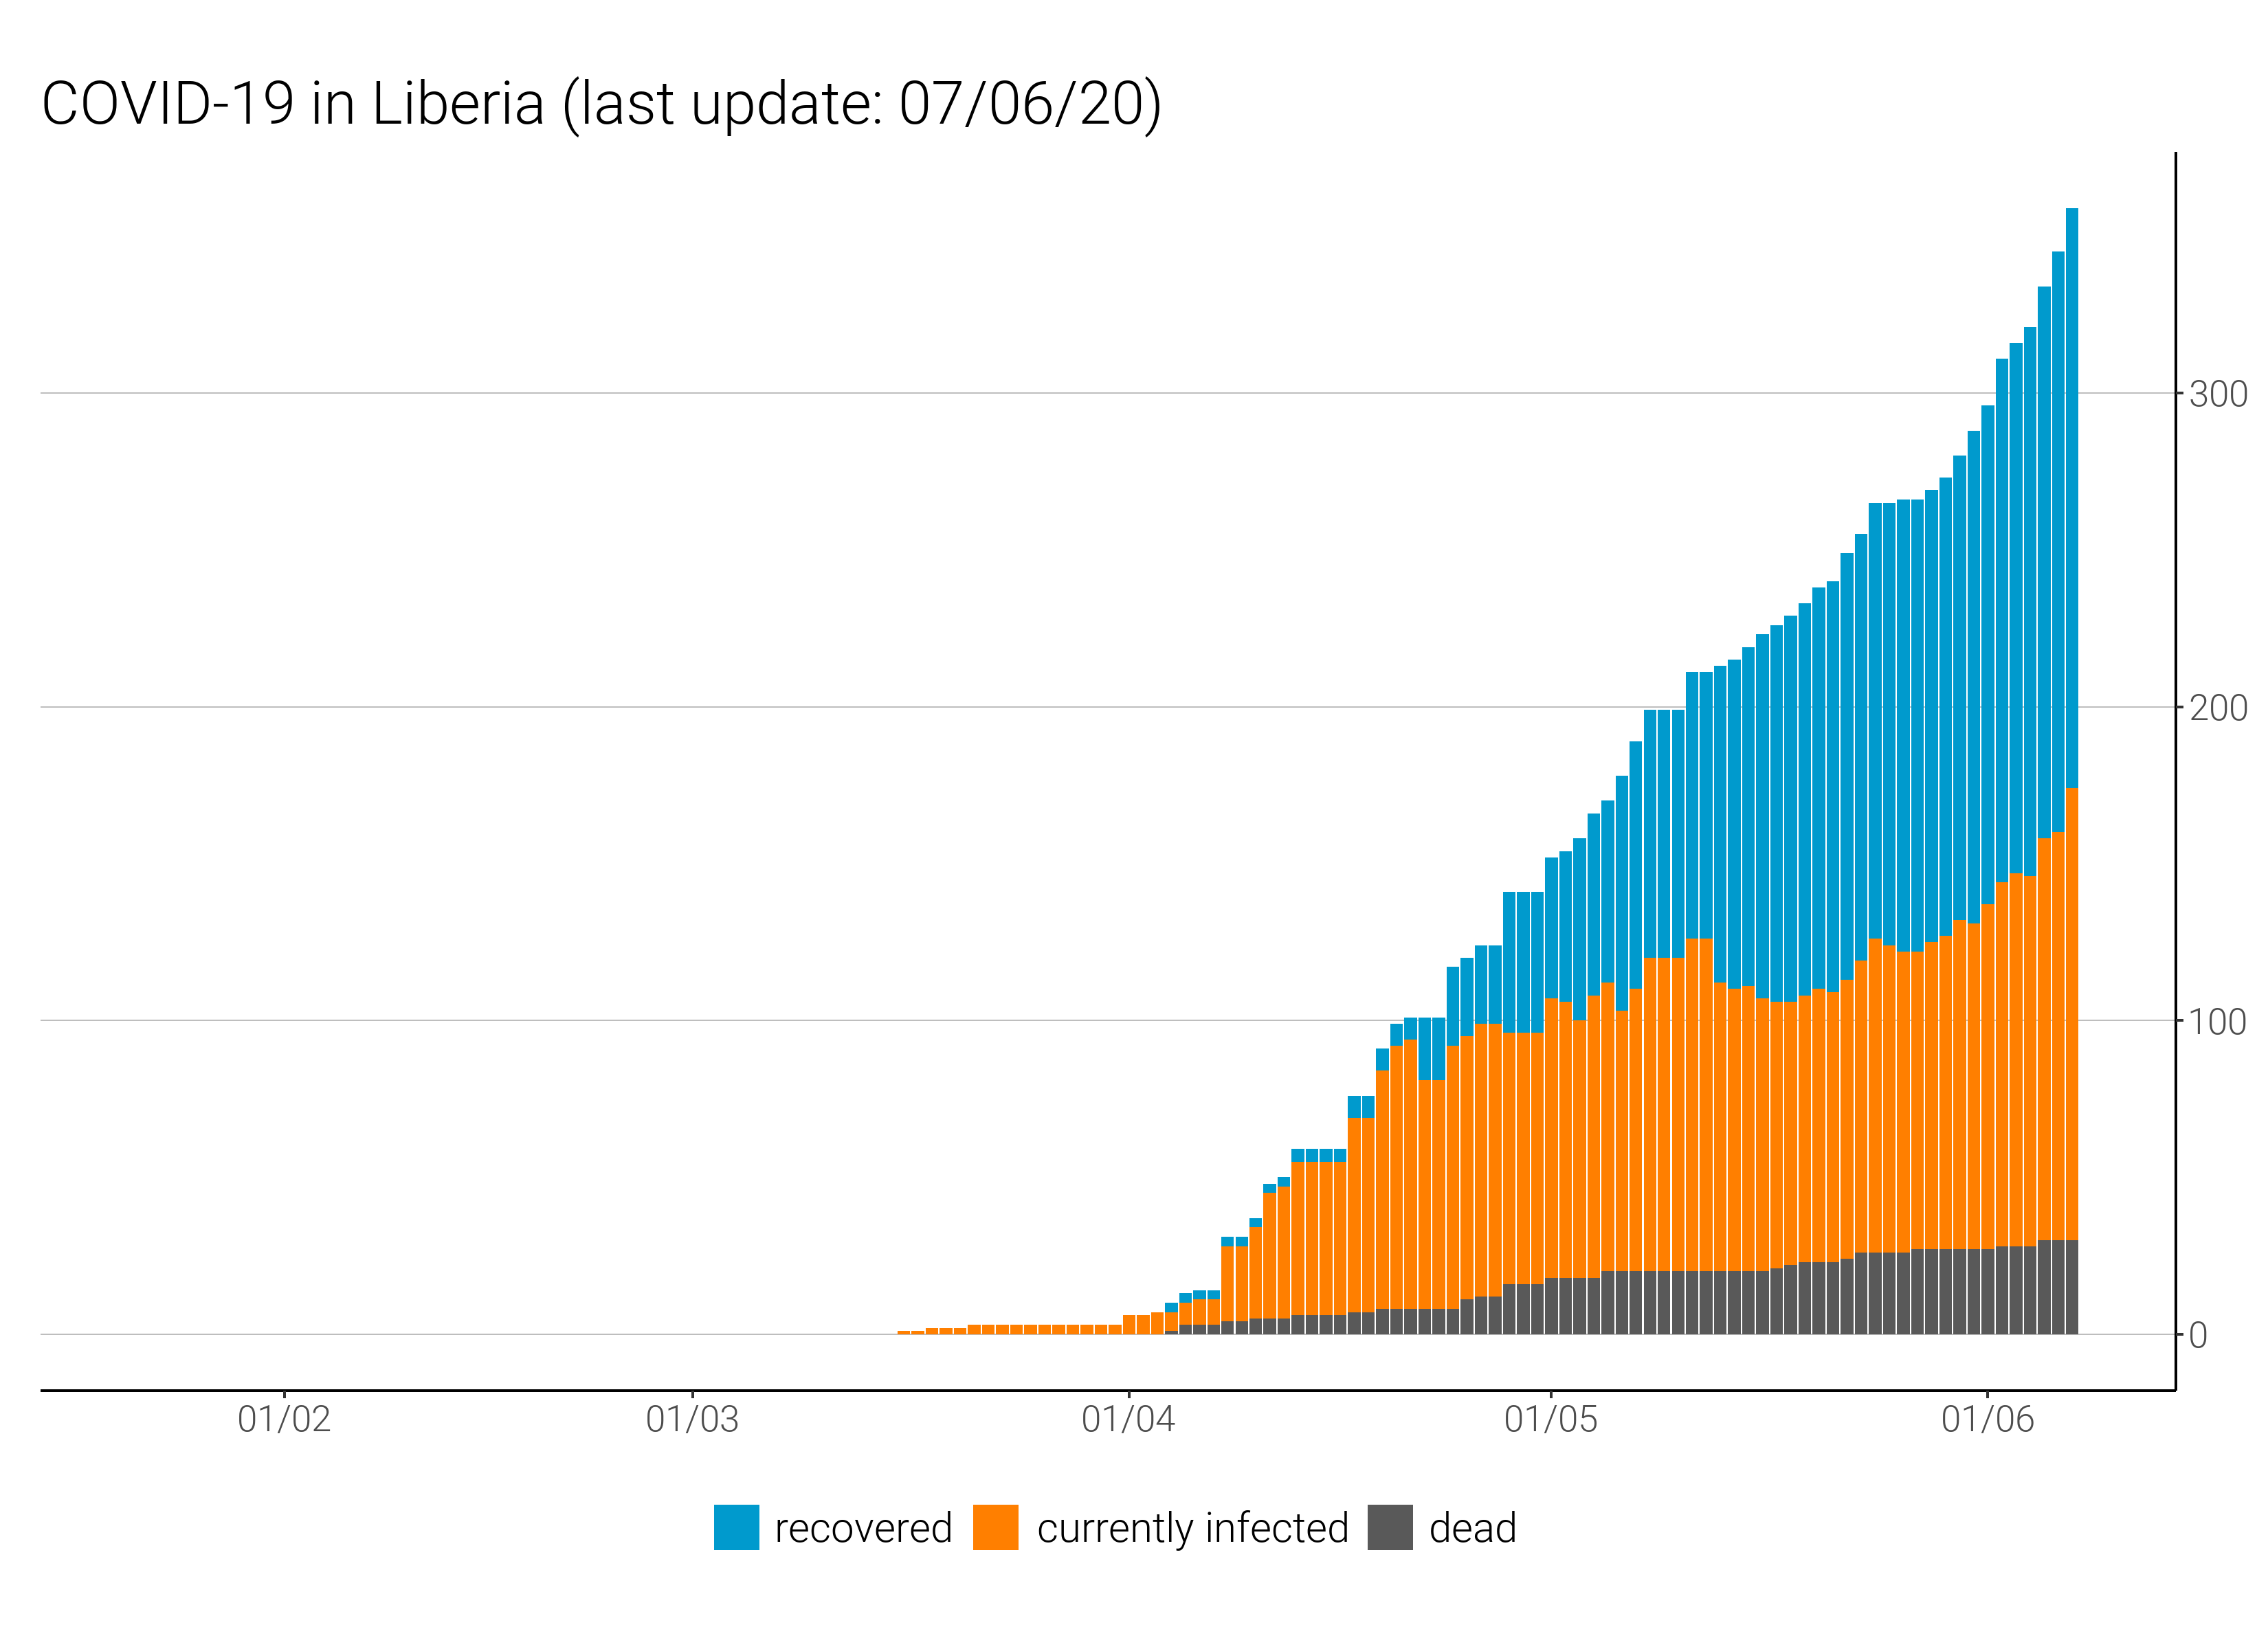 COVID-19 in Liberia (last update: 07/06/20)
300
200
100
0
01/02 01/03 01/04 01/05 01/06
recovered currently infected dead